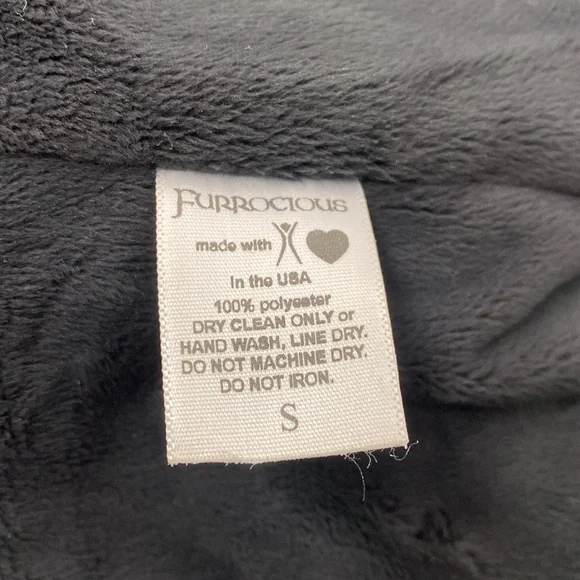 FURROCIOUS
made with
in the USA
100% polyester
DRY CLEAN ONLY or
HAND WASH, LINE DRY.
DO NOT MACHINE DRY.
DO NOT IRON.
S